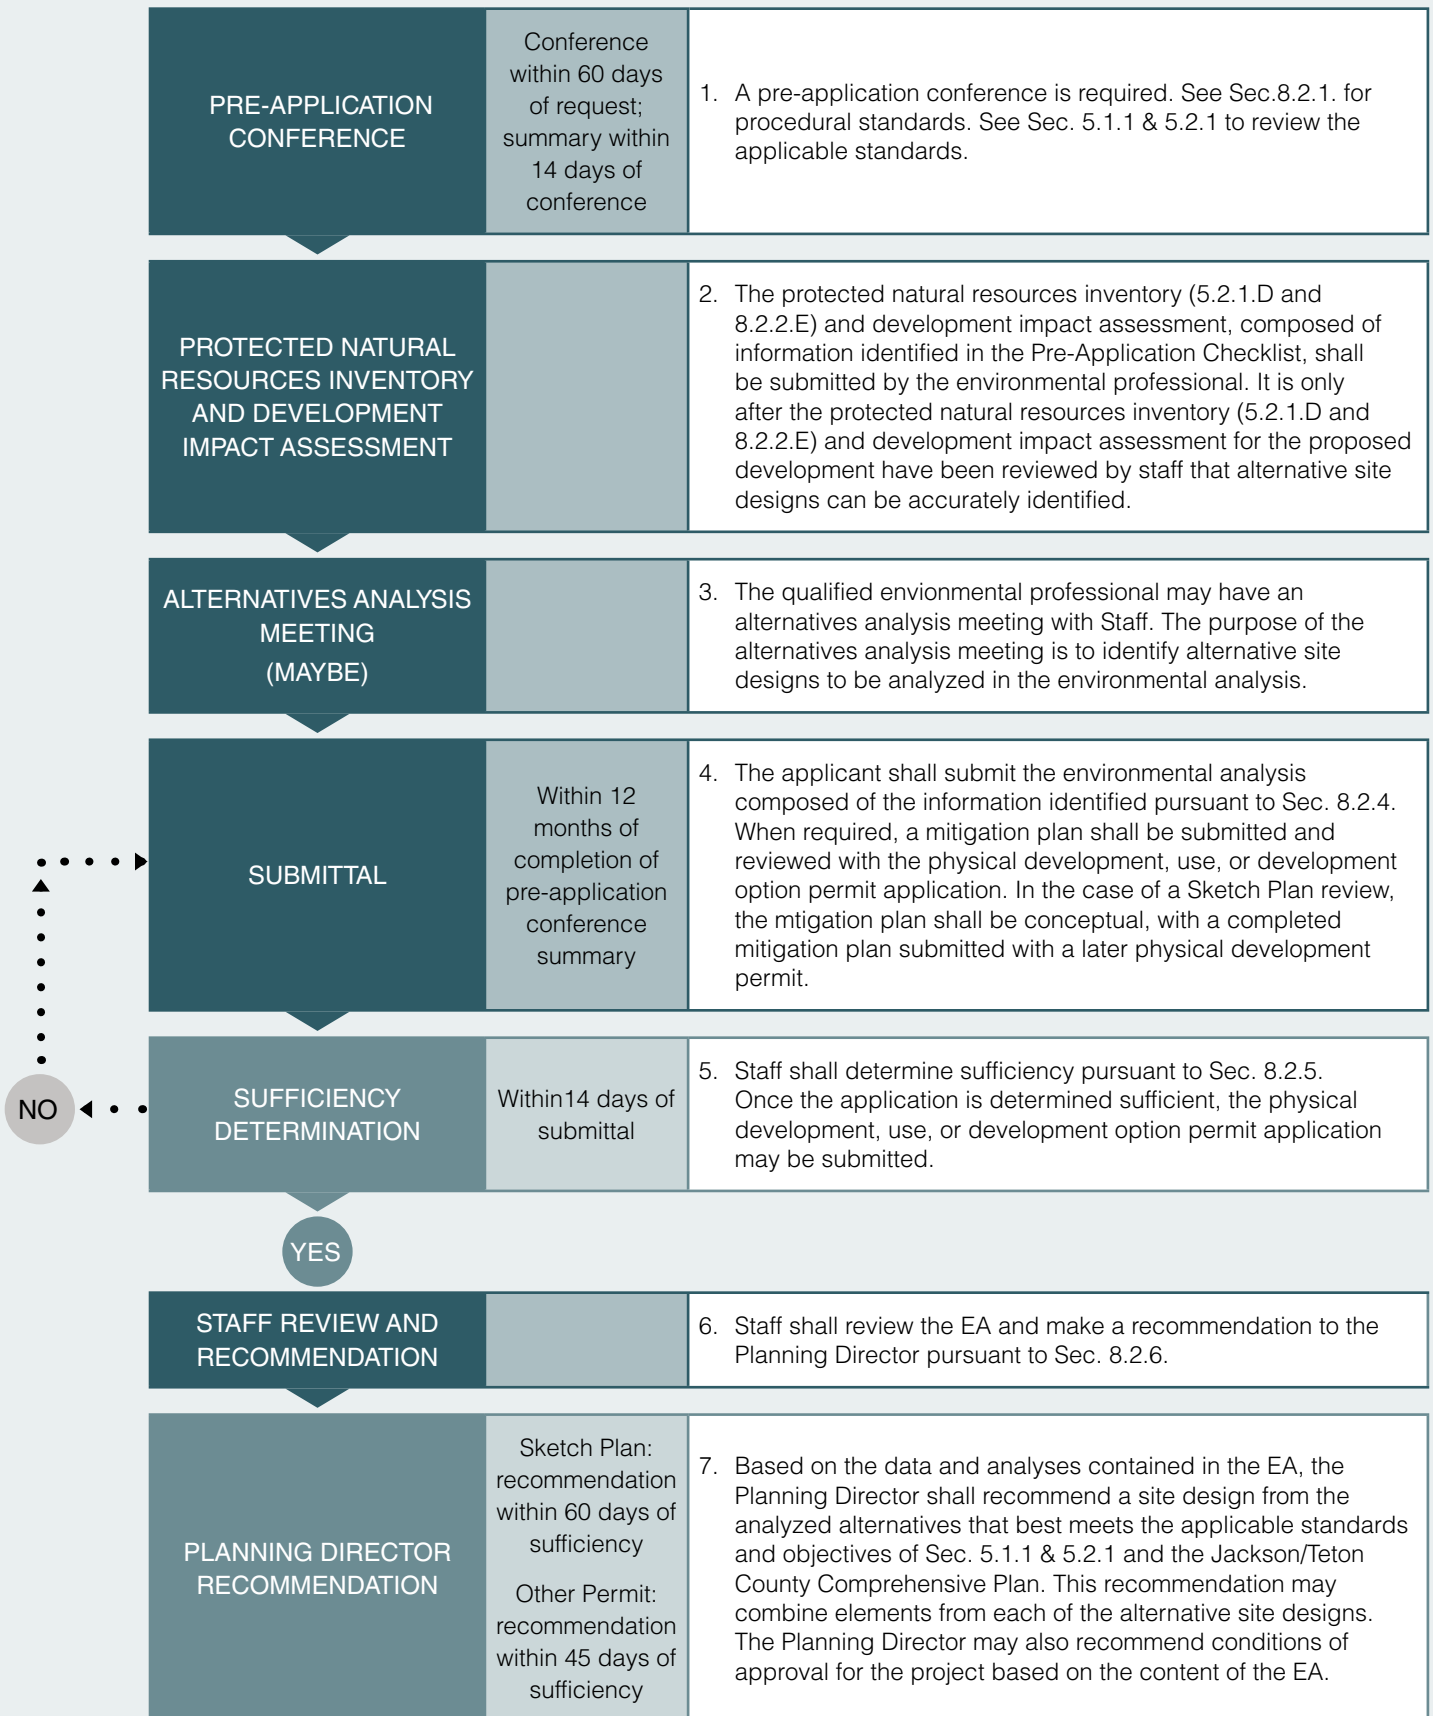 PRE-APPLICATION
CONFERENCE
Conference
within 60 days
of request;
summary within
14 days of
conference
1. A pre-application conference is required. See Sec.8.2.1. for
procedural standards. See Sec. 5.1.1 & 5.2.1 to review the
applicable standards.
PROTECTED NATURAL
RESOURCES INVENTORY
AND DEVELOPMENT
IMPACT ASSESSMENT
2. The protected natural resources inventory (5.2.1.D and
8.2.2.E) and development impact assessment, composed of
information identified in the Pre-Application Checklist, shall
be submitted by the environmental professional. It is only
after the protected natural resources inventory (5.2.1.D and
8.2.2.E) and development impact assessment for the proposed
development have been reviewed by staff that alternative site
designs can be accurately identified.
ALTERNATIVES ANALYSIS
MEETING
(MAYBE)
3. The qualified envionmental professional may have an
alternatives analysis meeting with Staff. The purpose of the
alternatives analysis meeting is to identify alternative site
designs to be analyzed in the environmental analysis.
SUBMITTAL
Within 12
months of
completion of
pre-application
conference
summary
4. The applicant shall submit the environmental analysis
composed of the information identified pursuant to Sec. 8.2.4.
When required, a mitigation plan shall be submitted and
reviewed with the physical development, use, or development
option permit application. In the case of a Sketch Plan review,
the mtigation plan shall be conceptual, with a completed
mitigation plan submitted with a later physical development
permit.
NO
SUFFICIENCY
DETERMINATION
Within14 days of
submittal
5. Staff shall determine sufficiency pursuant to Sec. 8.2.5.
Once the application is determined sufficient, the physical
development, use, or development option permit application
may be submitted.
YES
STAFF REVIEW AND
RECOMMENDATION
6. Staff shall review the EA and make a recommendation to the
Planning Director pursuant to Sec. 8.2.6.
PLANNING DIRECTOR
RECOMMENDATION
Sketch Plan:
recommendation
within 60 days of
sufficiency
Other Permit:
recommendation
within 45 days of
sufficiency
7. Based on the data and analyses contained in the EA, the
Planning Director shall recommend a site design from the
analyzed alternatives that best meets the applicable standards
and objectives of Sec. 5.1.1 & 5.2.1 and the Jackson/Teton
County Comprehensive Plan. This recommendation may
combine elements from each of the alternative site designs.
The Planning Director may also recommend conditions of
approval for the project based on the content of the EA.